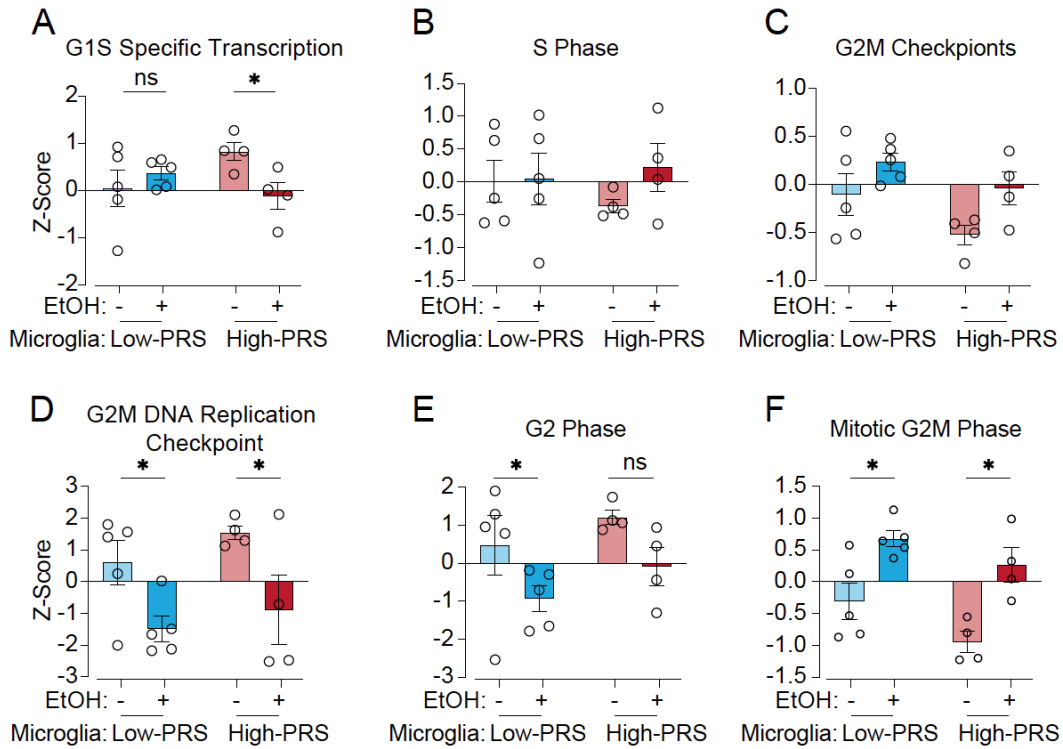 A
G1S Specific Transcription
ns
*
2
1
0
-1
-2
Z-Score
EtOH: - + - +
Microglia: Low-PRS High-PRS
B
S Phase
1.5
1.0
0.5
0.0
-0.5
-1.0
-1.5
EtOH: - + - +
Microglia: Low-PRS High-PRS
C
G2M Checkpionts
1.0
0.5
0.0
-0.5
-1.0
EtOH: - + - +
Microglia: Low-PRS High-PRS
D
G2M DNA Replication
Checkpoint
* *
3
2
1
0
-1
-2
-3
Z-Score
EtOH: - + - +
Microglia: Low-PRS High-PRS
E
G2 Phase
* ns
2
1
0
-1
-2
-3
EtOH: - + - +
Microglia: Low-PRS High-PRS
F
Mitotic G2M Phase
* *
1.5
1.0
0.5
0.0
-0.5
-1.0
-1.5
EtOH: - + - +
Microglia: Low-PRS High-PRS